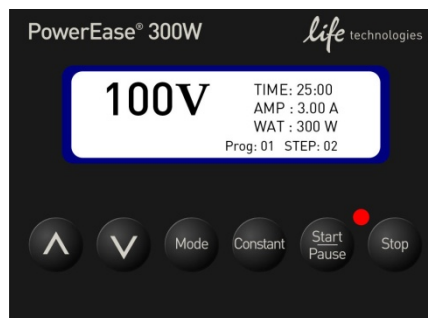 PowerEase® 300W
life technologies
100V
TIME: 25:00
AMP : 3.00 A
WAT : 300 W
Prog: 01 STEP: 02
Mode
Constant
Start
Pause
Stop